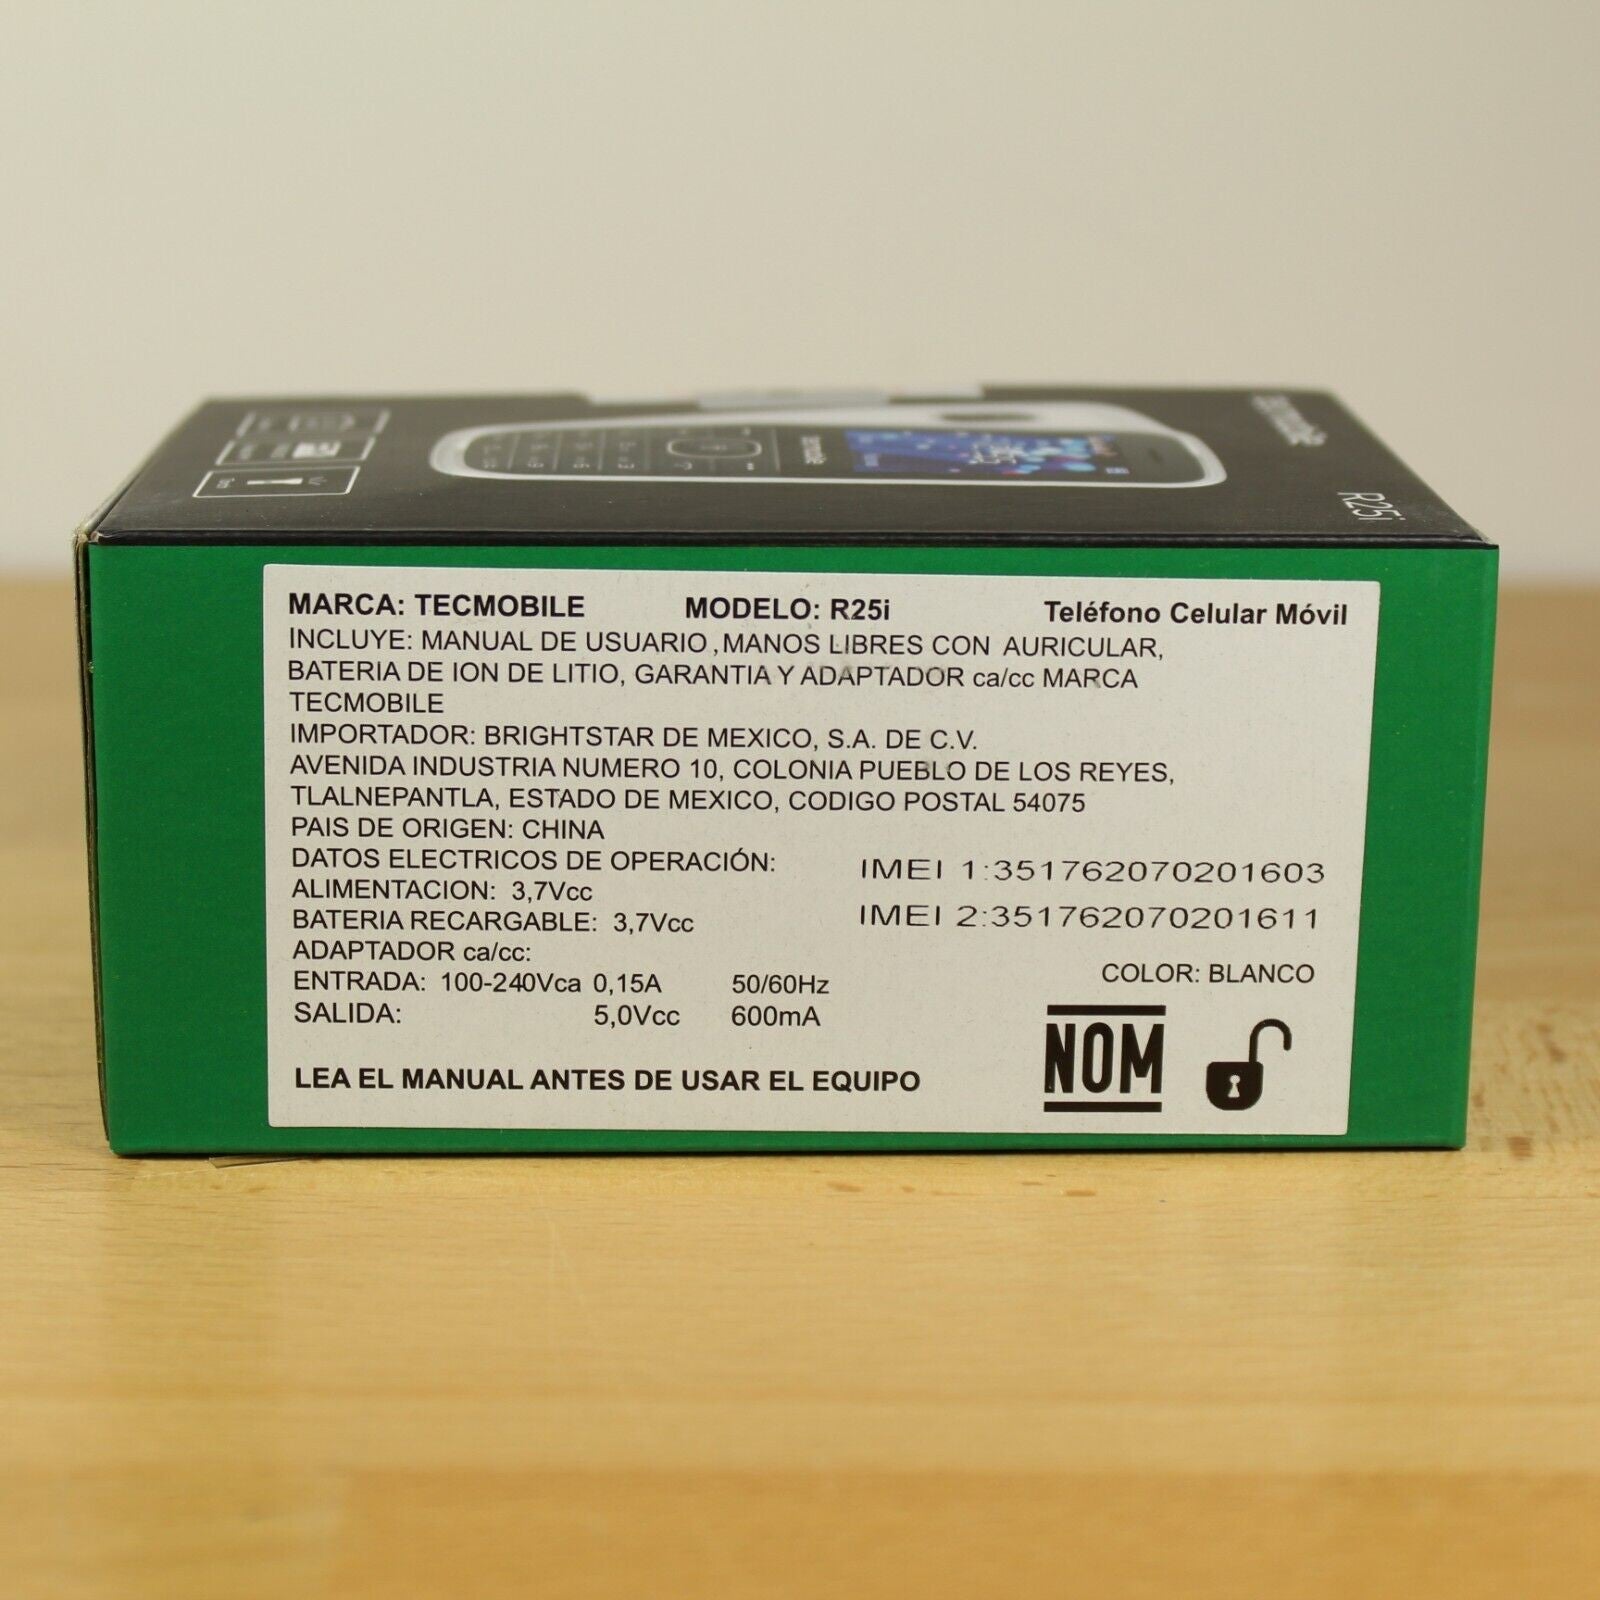 R25i
MARCA: TECMOBILE MODELO: R25i Teléfono Celular Móvil
INCLUYE: MANUAL DE USUARIO ,MANOS LIBRES CON AURICULAR,
BATERIA DE ION DE LITIO, GARANTIA Y ADAPTADOR ca/cc MARCA
TECMOBILE
IMPORTADOR: BRIGHTSTAR DE MEXICO, S.A. DE C.V.
AVENIDA INDUSTRIA NUMERO 10, COLONIA PUEBLO DE LOS REYES,
TLALNEPANTLA, ESTADO DE MEXICO, CODIGO POSTAL 54075
PAIS DE ORIGEN: CHINA
DATOS ELECTRICOS DE OPERACIÓN:
ALIMENTACION: 3,7Vcc
BATERIA RECARGABLE: 3,7Vcc
ADAPTADOR ca/cc:
ENTRADA: 100-240Vca 0,15A 50/60Hz
SALIDA: 5,0Vcc 600mA
LEA EL MANUAL ANTES DE USAR EL EQUIPO
IMEI 1:351762070201603
IMEI 2:351762070201611
COLOR: BLANCO
NOM